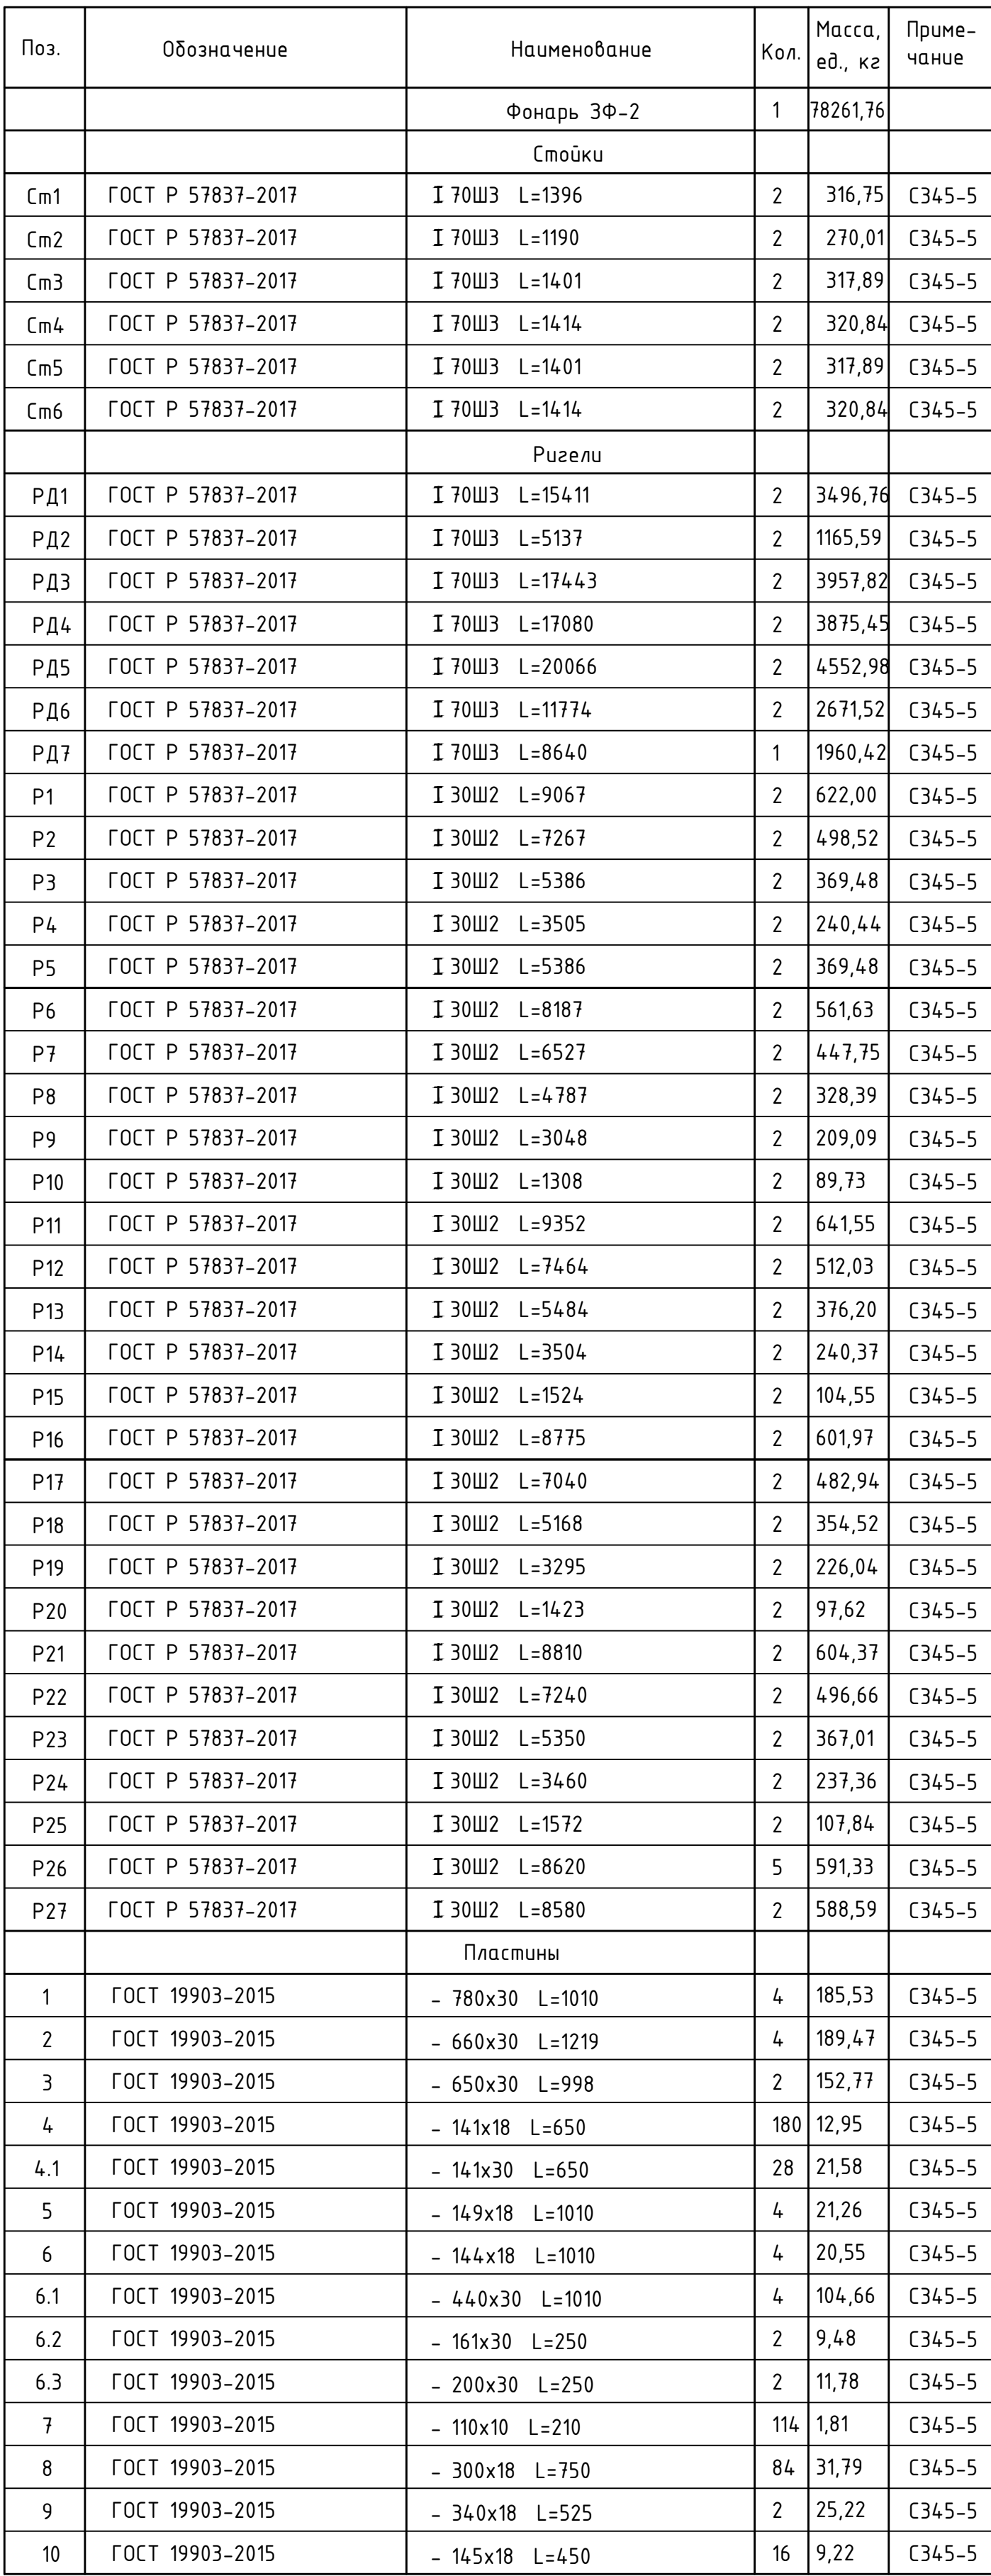 Поз. Обозначение Наименование Кол. Масса, ед., кг Приме-чание
Фонарь ЗФ-2 1 78261,76
Стойки
Ст1 ГОСТ Р 57837-2017 I 70Ш3 L=1396 2 316,75 С345-5
Ст2 ГОСТ Р 57837-2017 I 70Ш3 L=1190 2 270,01 С345-5
Ст3 ГОСТ Р 57837-2017 I 70Ш3 L=1401 2 317,89 С345-5
Ст4 ГОСТ Р 57837-2017 I 70Ш3 L=1414 2 320,84 С345-5
Ст5 ГОСТ Р 57837-2017 I 70Ш3 L=1401 2 317,89 С345-5
Ст6 ГОСТ Р 57837-2017 I 70Ш3 L=1414 2 320,84 С345-5
Ригели
РД1 ГОСТ Р 57837-2017 I 70Ш3 L=15411 2 3496,76 С345-5
РД2 ГОСТ Р 57837-2017 I 70Ш3 L=5137 2 1165,59 С345-5
РД3 ГОСТ Р 57837-2017 I 70Ш3 L=17443 2 3957,82 С345-5
РД4 ГОСТ Р 57837-2017 I 70Ш3 L=17080 2 3875,45 С345-5
РД5 ГОСТ Р 57837-2017 I 70Ш3 L=20066 2 4552,98 С345-5
РД6 ГОСТ Р 57837-2017 I 70Ш3 L=11774 2 2671,52 С345-5
РД7 ГОСТ Р 57837-2017 I 70Ш3 L=8640 1 1960,42 С345-5
Р1 ГОСТ Р 57837-2017 I 30Ш2 L=9067 2 622,00 С345-5
Р2 ГОСТ Р 57837-2017 I 30Ш2 L=7267 2 498,52 С345-5
Р3 ГОСТ Р 57837-2017 I 30Ш2 L=5386 2 369,48 С345-5
Р4 ГОСТ Р 57837-2017 I 30Ш2 L=3505 2 240,44 С345-5
Р5 ГОСТ Р 57837-2017 I 30Ш2 L=5386 2 369,48 С345-5
Р6 ГОСТ Р 57837-2017 I 30Ш2 L=8187 2 561,63 С345-5
Р7 ГОСТ Р 57837-2017 I 30Ш2 L=6527 2 447,75 С345-5
Р8 ГОСТ Р 57837-2017 I 30Ш2 L=4787 2 328,39 С345-5
Р9 ГОСТ Р 57837-2017 I 30Ш2 L=3048 2 209,09 С345-5
Р10 ГОСТ Р 57837-2017 I 30Ш2 L=1308 2 89,73 С345-5
Р11 ГОСТ Р 57837-2017 I 30Ш2 L=9352 2 641,55 С345-5
Р12 ГОСТ Р 57837-2017 I 30Ш2 L=7464 2 512,03 С345-5
Р13 ГОСТ Р 57837-2017 I 30Ш2 L=5484 2 376,20 С345-5
Р14 ГОСТ Р 57837-2017 I 30Ш2 L=3504 2 240,37 С345-5
Р15 ГОСТ Р 57837-2017 I 30Ш2 L=1524 2 104,55 С345-5
Р16 ГОСТ Р 57837-2017 I 30Ш2 L=8775 2 601,97 С345-5
Р17 ГОСТ Р 57837-2017 I 30Ш2 L=7040 2 482,94 С345-5
Р18 ГОСТ Р 57837-2017 I 30Ш2 L=5168 2 354,52 С345-5
Р19 ГОСТ Р 57837-2017 I 30Ш2 L=3295 2 226,04 С345-5
Р20 ГОСТ Р 57837-2017 I 30Ш2 L=1423 2 97,62 С345-5
Р21 ГОСТ Р 57837-2017 I 30Ш2 L=8810 2 604,37 С345-5
Р22 ГОСТ Р 57837-2017 I 30Ш2 L=7240 2 496,66 С345-5
Р23 ГОСТ Р 57837-2017 I 30Ш2 L=5350 2 367,01 С345-5
Р24 ГОСТ Р 57837-2017 I 30Ш2 L=3460 2 237,36 С345-5
Р25 ГОСТ Р 57837-2017 I 30Ш2 L=1572 2 107,84 С345-5
Р26 ГОСТ Р 57837-2017 I 30Ш2 L=8620 5 591,33 С345-5
Р27 ГОСТ Р 57837-2017 I 30Ш2 L=8580 2 588,59 С345-5
Пластины
1 ГОСТ 19903-2015 - 780х30 L=1010 4 185,53 С345-5
2 ГОСТ 19903-2015 - 660х30 L=1219 4 189,47 С345-5
3 ГОСТ 19903-2015 - 650х30 L=998 2 152,77 С345-5
4 ГОСТ 19903-2015 - 141х18 L=650 180 12,95 С345-5
4.1 ГОСТ 19903-2015 - 141х30 L=650 28 21,58 С345-5
5 ГОСТ 19903-2015 - 149х18 L=1010 4 21,26 С345-5
6 ГОСТ 19903-2015 - 144х18 L=1010 4 20,55 С345-5
6.1 ГОСТ 19903-2015 - 440х30 L=1010 4 104,66 С345-5
6.2 ГОСТ 19903-2015 - 161х30 L=250 2 9,48 С345-5
6.3 ГОСТ 19903-2015 - 200х30 L=250 2 11,78 С345-5
7 ГОСТ 19903-2015 - 110х10 L=210 114 1,81 С345-5
8 ГОСТ 19903-2015 - 300х18 L=750 84 31,79 С345-5
9 ГОСТ 19903-2015 - 340х18 L=525 2 25,22 С345-5
10 ГОСТ 19903-2015 - 145х18 L=450 16 9,22 С345-5